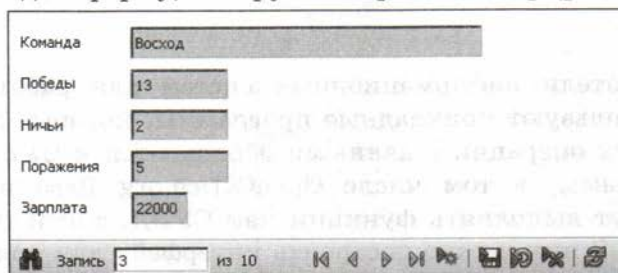 Команда Восход
Победы 13
Ничьи 2
Поражения 5
Зарплата 22000
Запись 3 из 10